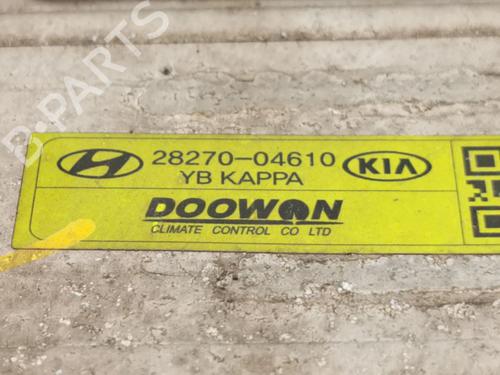 28270-04610 KIA
YB KAPPA
DOOWON
CLIMATE CONTROL CO LTD
B-PARTS